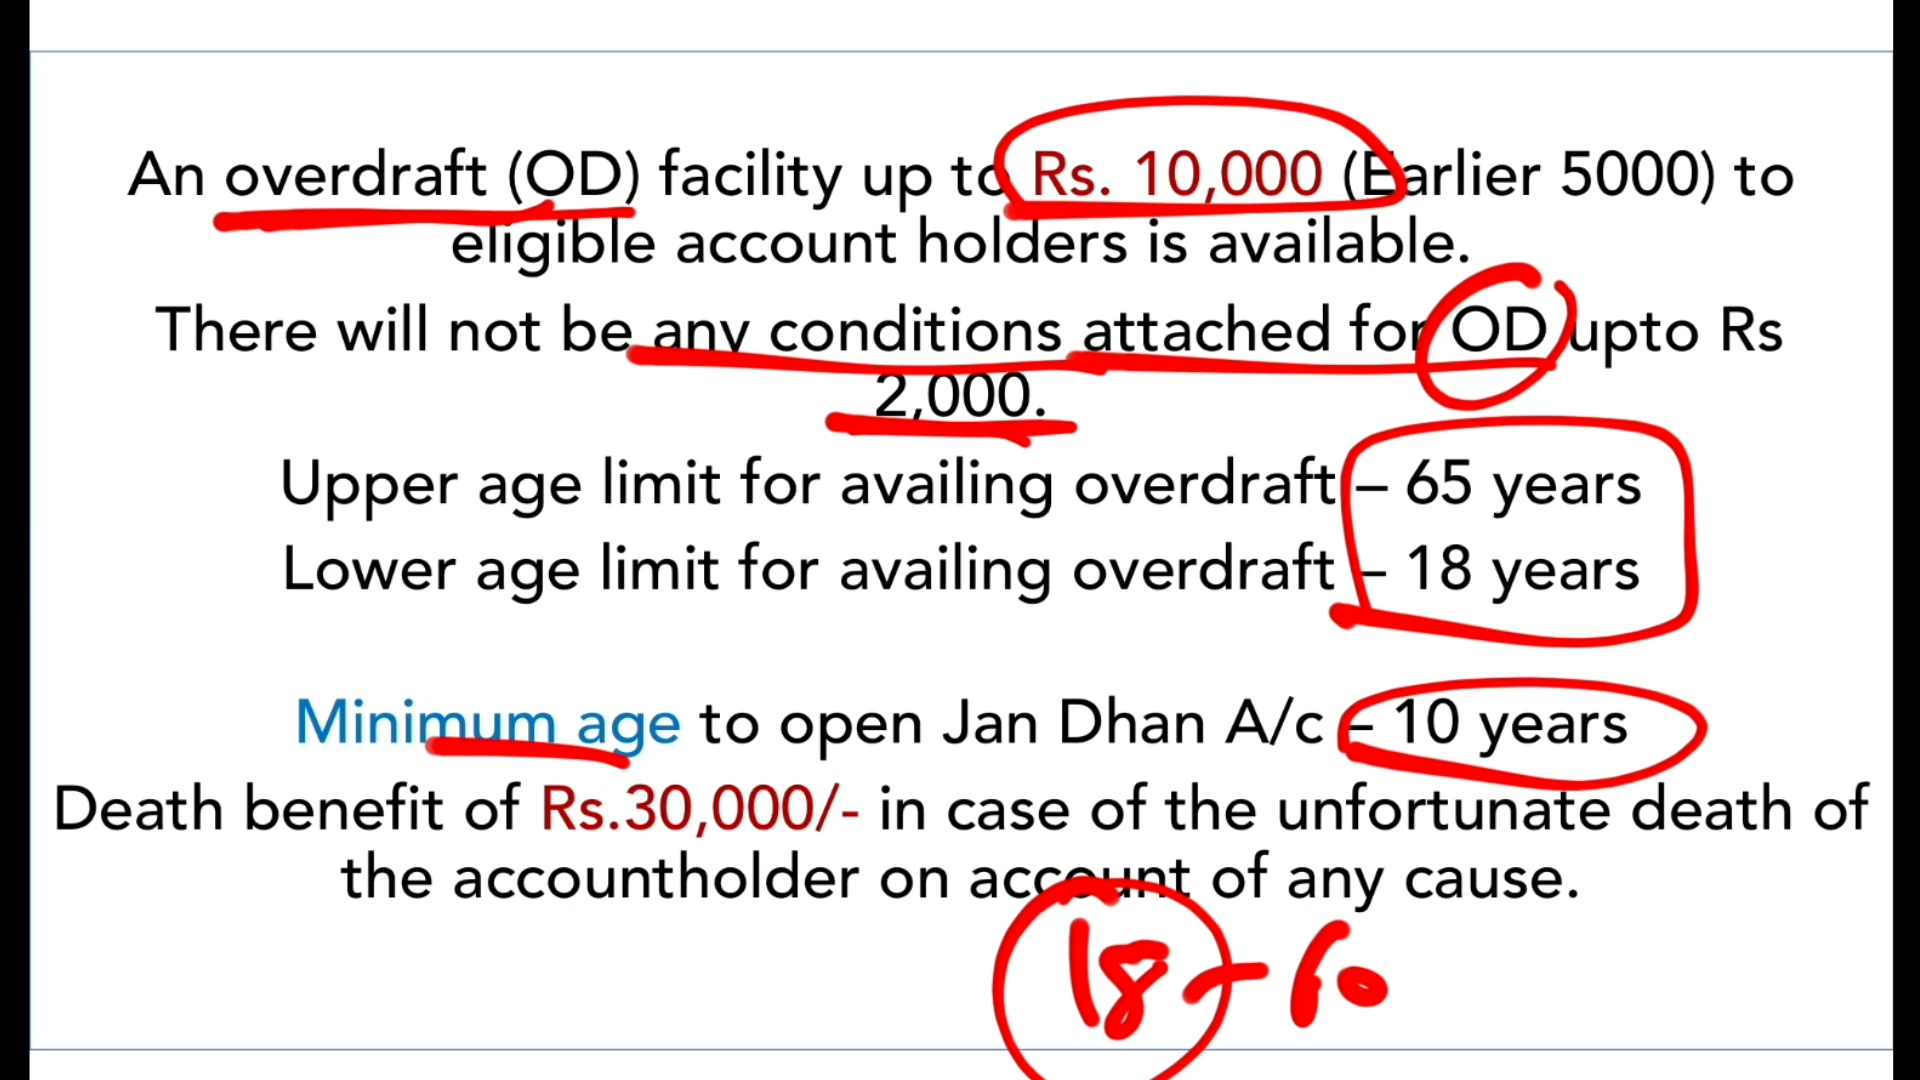 An overdraft (OD) facility up to Rs. 10,000 (Earlier 5000) to
eligible account holders is available.
There will not be any conditions attached for OD upto Rs
2,000.
Upper age limit for availing overdraft – 65 years
Lower age limit for availing overdraft – 18 years
Minimum age to open Jan Dhan A/c – 10 years
Death benefit of Rs.30,000/- in case of the unfortunate death of
the accountholder on account of any cause.
18 - 60